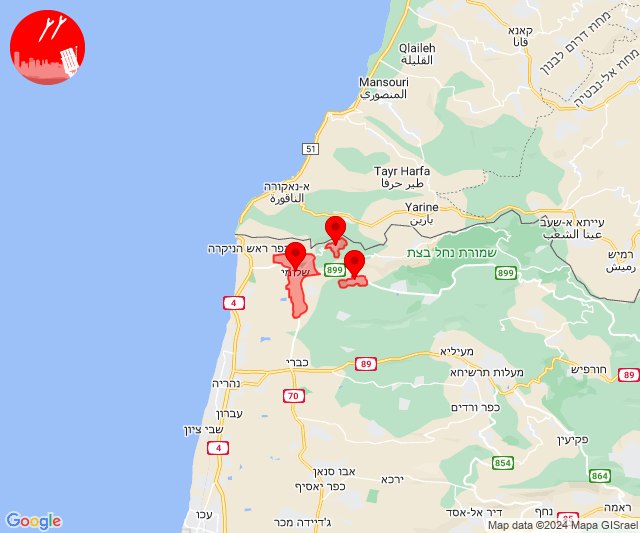 קאנא
قانا
מחוז דרום לבנון
מחוז אל-נבטיה
Qlaileh
القليلة
Mansouri
المنصوري
51
Tayr Harfa
طير حرفا
א-נאקורה
الناقورة
Yarine
يارين
עייתא א-שעב
عيتا الشعب
רמיש
رميش
כפר ראש הניקרה
שמורת נחל בצת
899
899
שלומי
4
מעיליא
כברי
89
חורפיש
89
מעלות תרשיחא
נהריה
70
כפר ורדים
עברון
שבי ציון
4
פקיעין
854
864
אבו סנאן
ירכא
כפר יאסיף
ראמה
85
נחף
דיר אל-אסד
עכו
ג'דיידה מכר
Google
Map data ©2024 Mapa GISrael